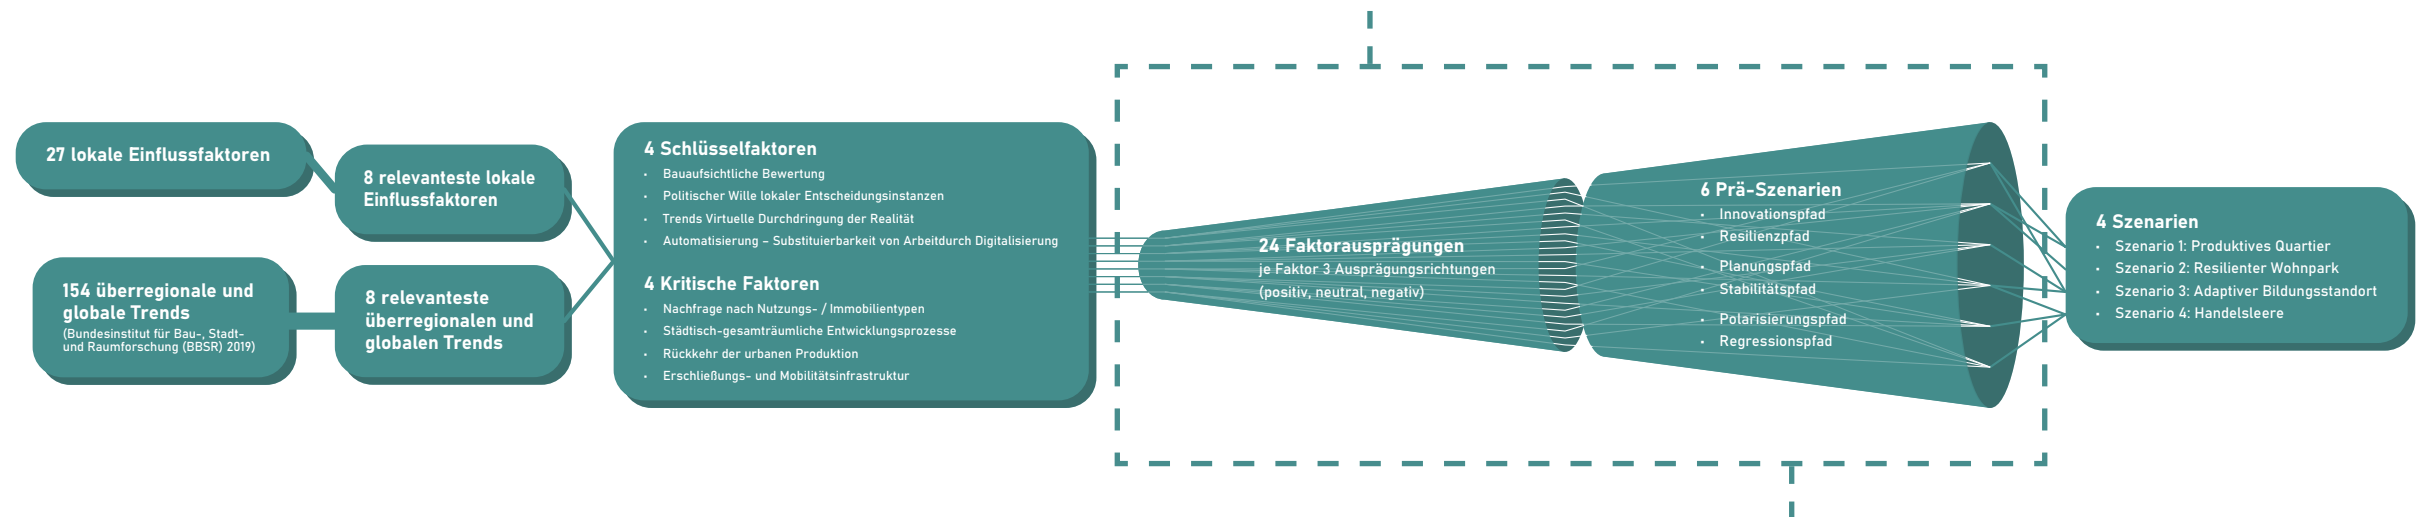 27 lokale Einflussfaktoren
8 relevanteste lokale
Einflussfaktoren
154 überregionale und
globale Trends
(Bundesinstitut für Bau-, Stadt-
und Raumforschung (BBSR) 2019)
8 relevanteste
überregionalen und
globalen Trends
4 Schlüsselfaktoren
• Bauaufsichtliche Bewertung
• Politischer Wille lokaler Entscheidungsinstanzen
• Trends Virtuelle Durchdringung der Realität
• Automatisierung – Substituierbarkeit von Arbeitdurch Digitalisierung
4 Kritische Faktoren
• Nachfrage nach Nutzungs- / Immobilientypen
• Städtisch-gesamträumliche Entwicklungsprozesse
• Rückkehr der urbanen Produktion
• Erschließungs- und Mobilitätsinfrastruktur
24 Faktorausprägungen
je Faktor 3 Ausprägungsrichtungen
(positiv, neutral, negativ)
6 Prä-Szenarien
• Innovationspfad
• Resilienzpfad
• Planungspfad
• Stabilitätspfad
• Polarisierungspfad
• Regressionspfad
4 Szenarien
• Szenario 1: Produktives Quartier
• Szenario 2: Resilienter Wohnpark
• Szenario 3: Adaptiver Bildungsstandort
• Szenario 4: Handelsleere